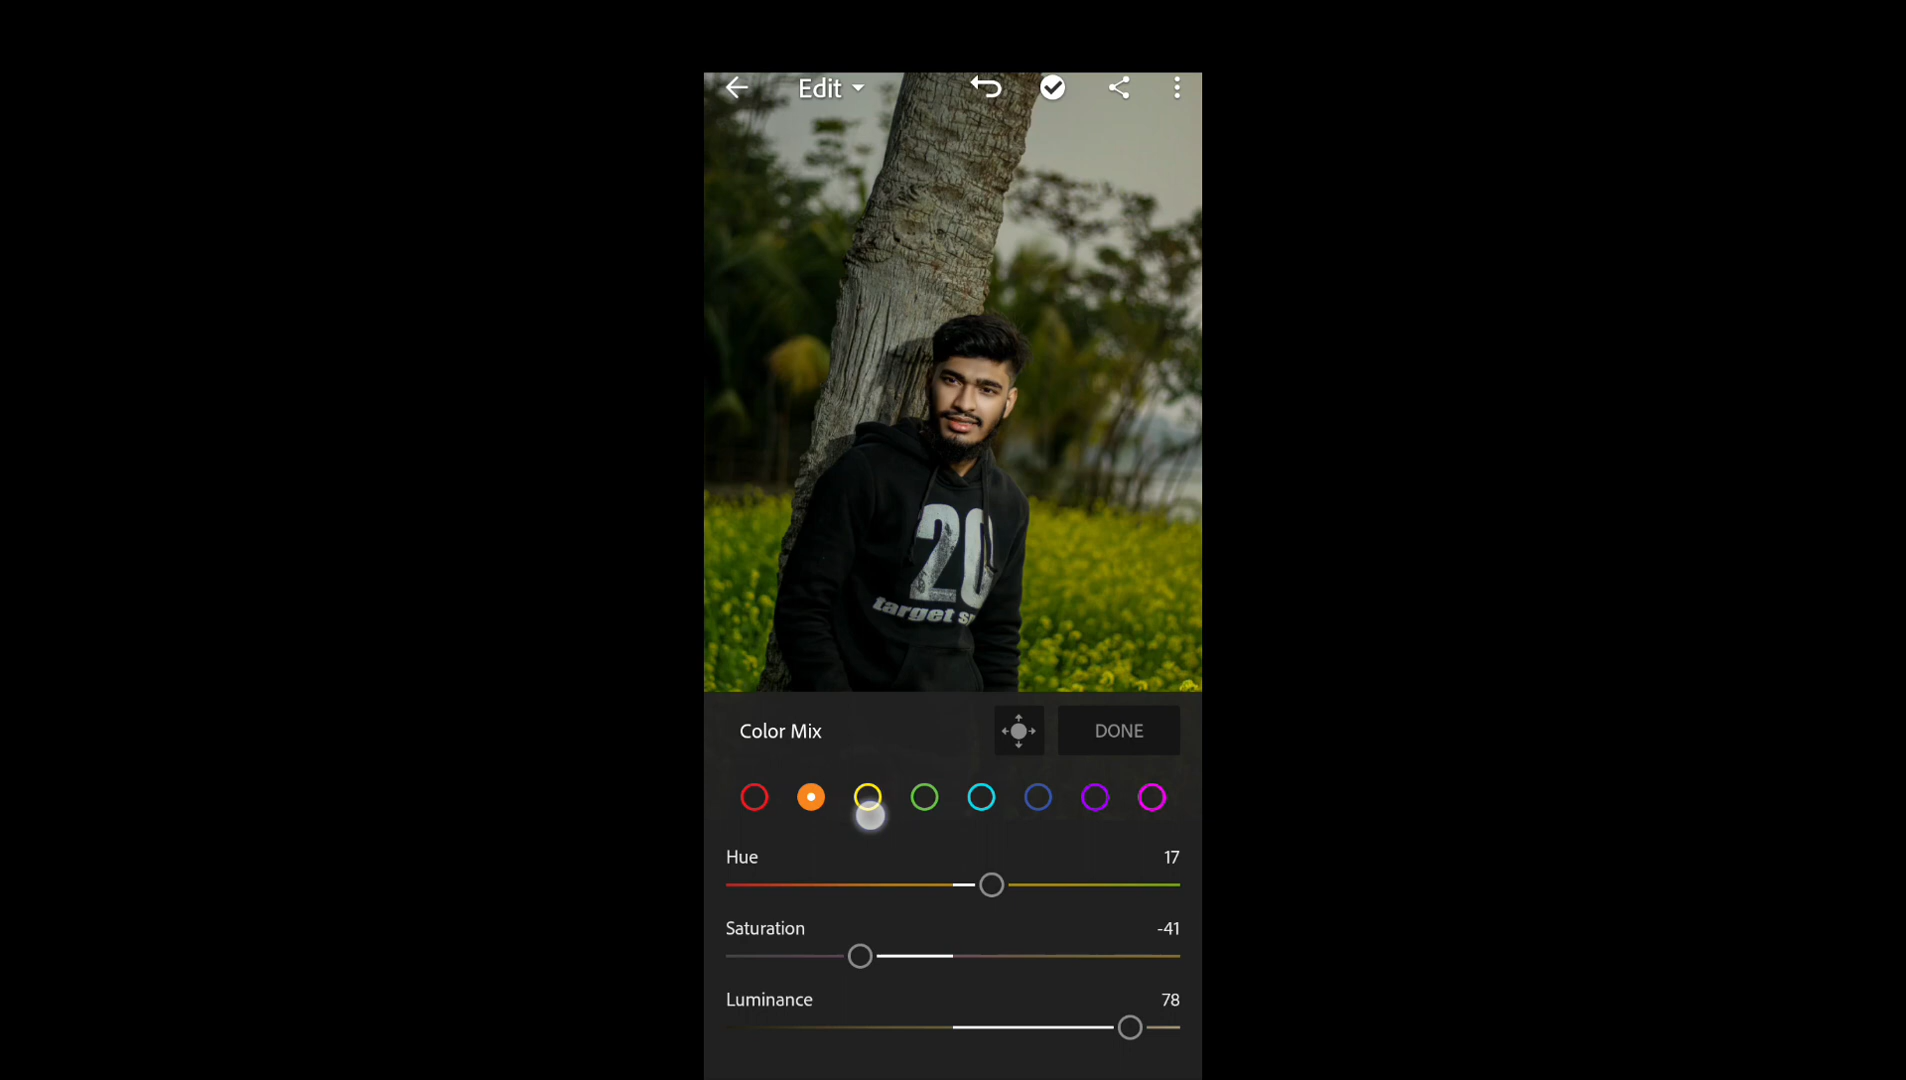 Edit
20
target
Color Mix
DONE
Hue
17
Saturation
-41
Luminance
78